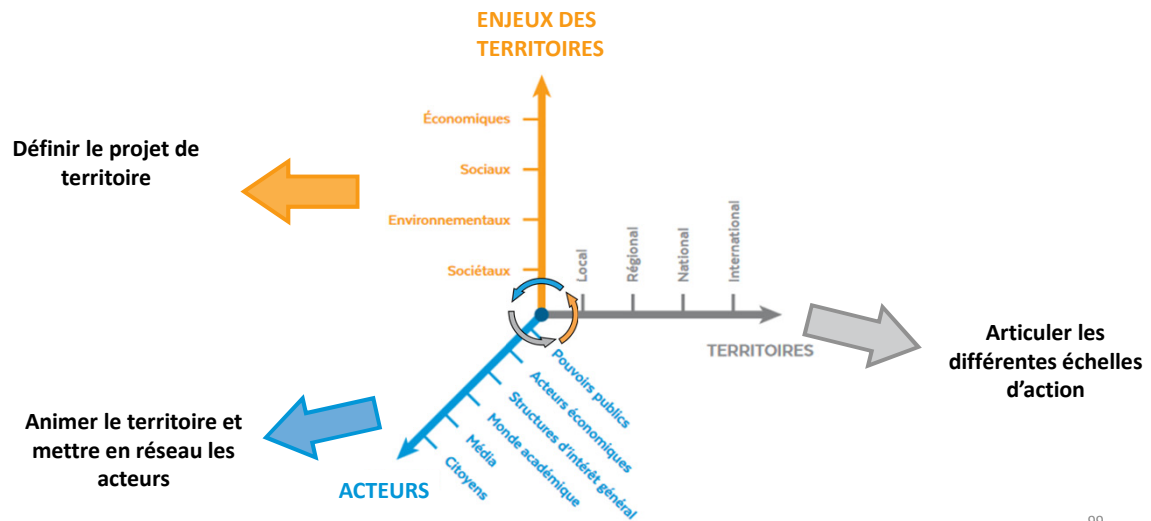 ENJEUX DES
TERRITOIRES
Économiques
Sociaux
Environnementaux
Sociétaux
Définir le projet de
territoire
Local
Régional
National
International
TERRITOIRES
Articuler les
différentes échelles
d'action
Pouvoirs publics
Acteurs économiques
Structures d'intérêt général
Monde académique
Média
Citoyens
ACTEURS
Animer le territoire et
mettre en réseau les
acteurs